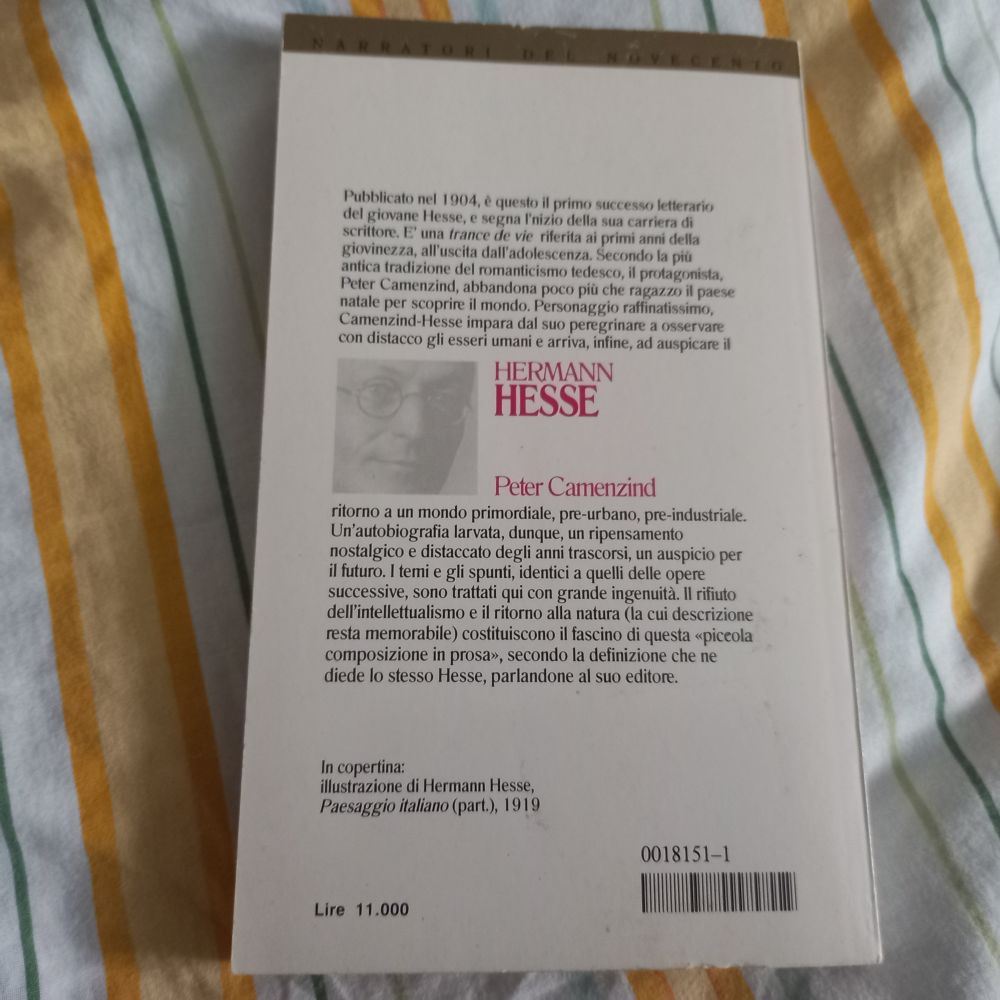 NARRATORI DEL NOVECENTO
Pubblicato nel 1904, è questo il primo successo letterario
del giovane Hesse, e segna l'nizio della sua carriera di
scrittore. E' una trance de vie riferita ai primi anni della
giovinezza, all'uscita dall'adolescenza. Secondo la più
antica tradizione del romanticismo tedesco, il protagonista,
Peter Camenzind, abbandona poco più che ragazzo il paese
natale per scoprire il mondo. Personaggio raffinatissimo,
Camenzind-Hesse impara dal suo peregrinare a osservare
con distacco gli esseri umani e arriva, infine, ad auspicare il
HERMANN
HESSE
Peter Camenzind
ritorno a un mondo primordiale, pre-urbano, pre-industriale.
Un'autobiografia larvata, dunque, un ripensamento
nostalgico e distaccato degli anni trascorsi, un auspicio per
il futuro. I temi e gli spunti, identici a quelli delle opere
successive, sono trattati qui con grande ingenuità. Il rifiuto
dell'intellettualismo e il ritorno alla natura (la cui descrizione
resta memorabile) costituiscono il fascino di questa «piccola
composizione in prosa», secondo la definizione che ne
diede lo stesso Hesse, parlandone al suo editore.
In copertina:
illustrazione di Hermann Hesse,
Paesaggio italiano (part.), 1919
0018151-1
Lire 11.000